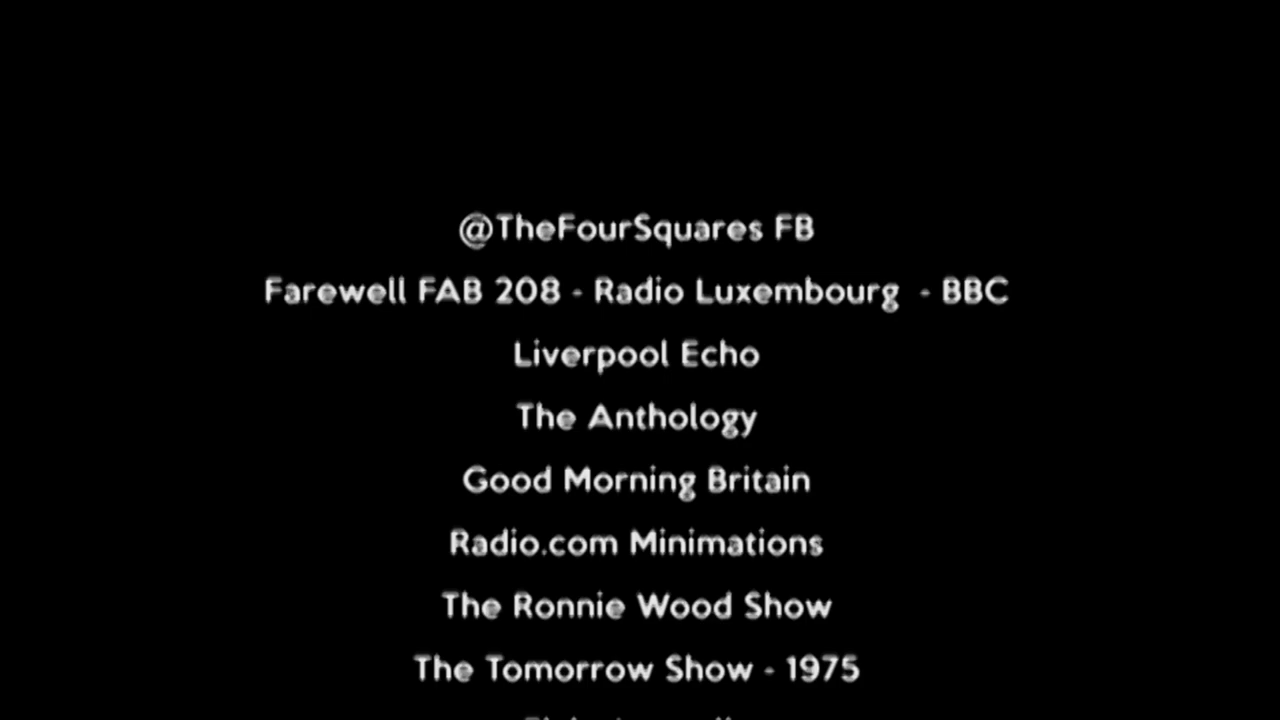 @TheFourSquares FB
Farewell FAB 208 - Radio Luxembourg - BBC
Liverpool Echo
The Anthology
Good Morning Britain
Radio.com Minimations
The Ronnie Wood Show
The Tomorrow Show - 1975